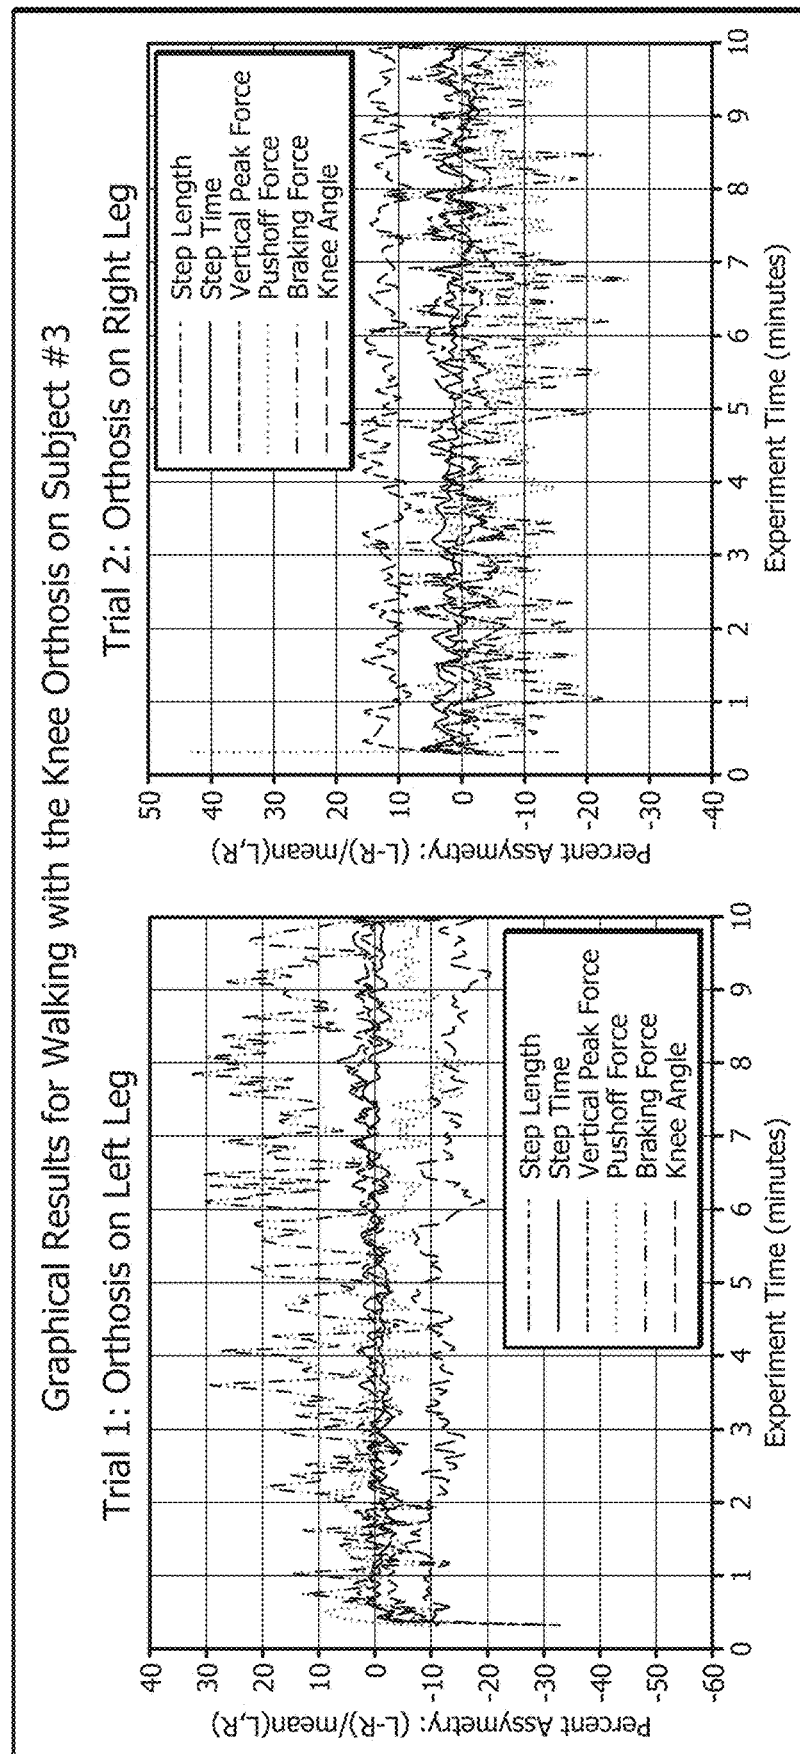 Graphical Results for Walking with the Knee Orthosis on Subject #3
Trial 1: Orthosis on Left Leg
Percent Assymetry: (L-R)/mean(L,R)
40
30
20
10
0
-10
-20
-30
-40
-50
-60
0 1 2 3 4 5 6 7 8 9 10
Experiment Time (minutes)
Step Length
Step Time
Vertical Peak Force
Pushoff Force
Braking Force
Knee Angle
Trial 2: Orthosis on Right Leg
Percent Assymetry: (L-R)/mean(L,R)
50
40
30
20
10
0
-10
-20
-30
-40
0 1 2 3 4 5 6 7 8 9 10
Experiment Time (minutes)
Step Length
Step Time
Vertical Peak Force
Pushoff Force
Braking Force
Knee Angle